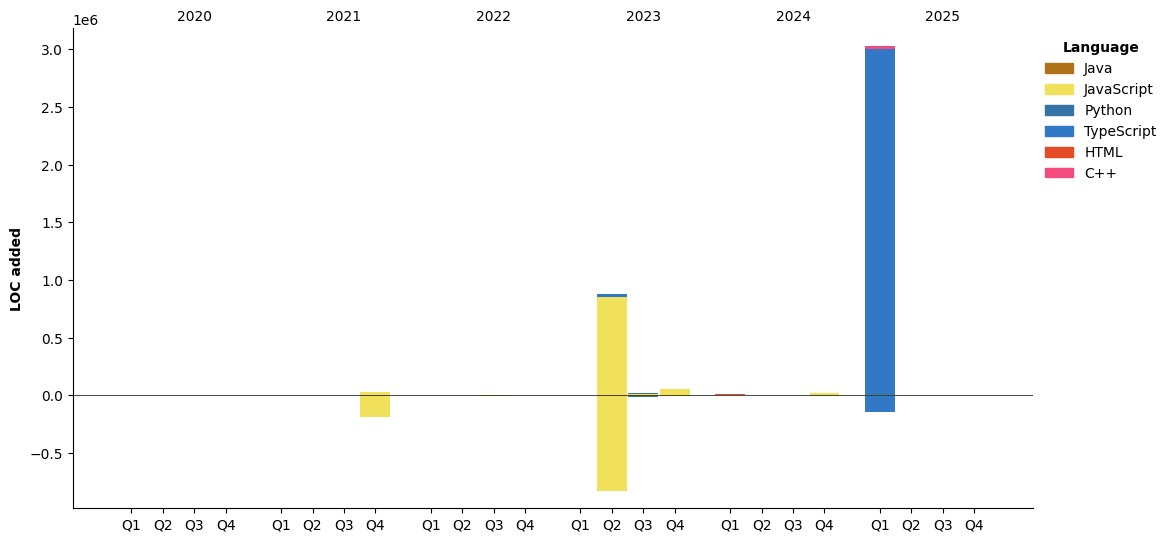 1e6
2020 2021 2022 2023 2024 2025
3.0
2.5
2.0
1.5
1.0
0.5
0.0
−0.5
LOC added
Q1 Q2 Q3 Q4 Q1 Q2 Q3 Q4 Q1 Q2 Q3 Q4 Q1 Q2 Q3 Q4 Q1 Q2 Q3 Q4 Q1 Q2 Q3 Q4
Language
Java
JavaScript
Python
TypeScript
HTML
C++